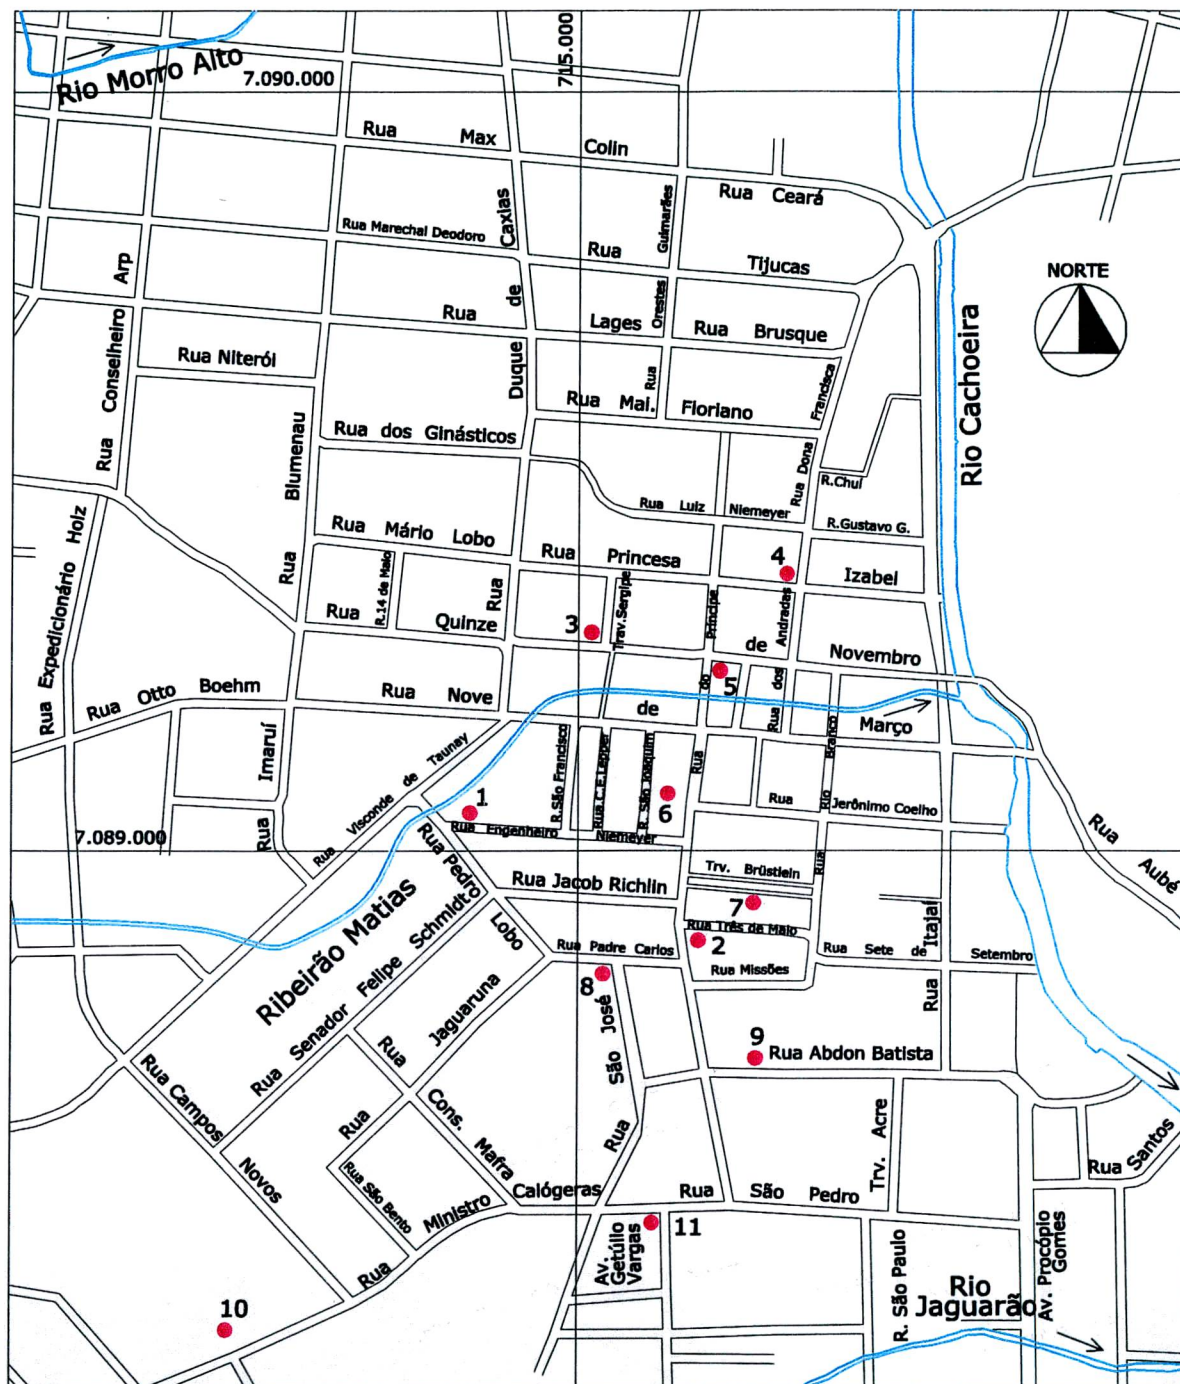 715.000
Rio Morro Alto
7.090.000
Rua Max Colin
Rua Ceará
Rua Marechal Deodoro
Rua Tijucas
NORTE
Rua Conselheiro Arp
Rua Duque de Caxias
Rua Orestes Guimarães
Rua Lages
Rua Brusque
Rua Niterói
Rio Cachoeira
Rua Mal. Floriano
Rua Dona Francisca
Rua dos Ginásticos
Rua Blumenau
R.Chuí
Rua Luiz Niemeyer
R.Gustavo G.
Rua Expedicionário Holz
Rua Mário Lobo
Rua Princesa Izabel
4
R.14 de Maio
Trav.Sergipe
Rua do Príncipe
Rua dos Andradas
3
Rua Quinze de Novembro
5
Rua Otto Boehm
Rua Nove de Março
Rua Imaruí
Rua Visconde de Taunay
R.São Francisco
Rua C.E.Lepper
R. São Joaquim
Rua Rio Branco
1
6
Rua Jerônimo Coelho
Rua Engenheiro Niemeyer
7.089.000
Rua Aubé
Rua Pedro Lobo
Trv. Brüstlein
Rua Jacob Richlin
7
Ribeirão Matias
Rua Senador Felipe Schmidt
Rua Três de Maio
2
Rua Padre Carlos
Rua Sete de Setembro
Rua Itajaí
Rua Missões
8
Rua Jaguaruna
Rua São José
9
Rua Abdon Batista
Rua Campos Novos
Rua Cons. Mafra
Trv. Acre
Rua Santos
Rua São Bento
Rua Ministro Calógeras
Rua São Pedro
11
Av.
Getúlio
Vargas
R. São Paulo
Av. Procópio
Gomes
Rio
Jaguarão
10